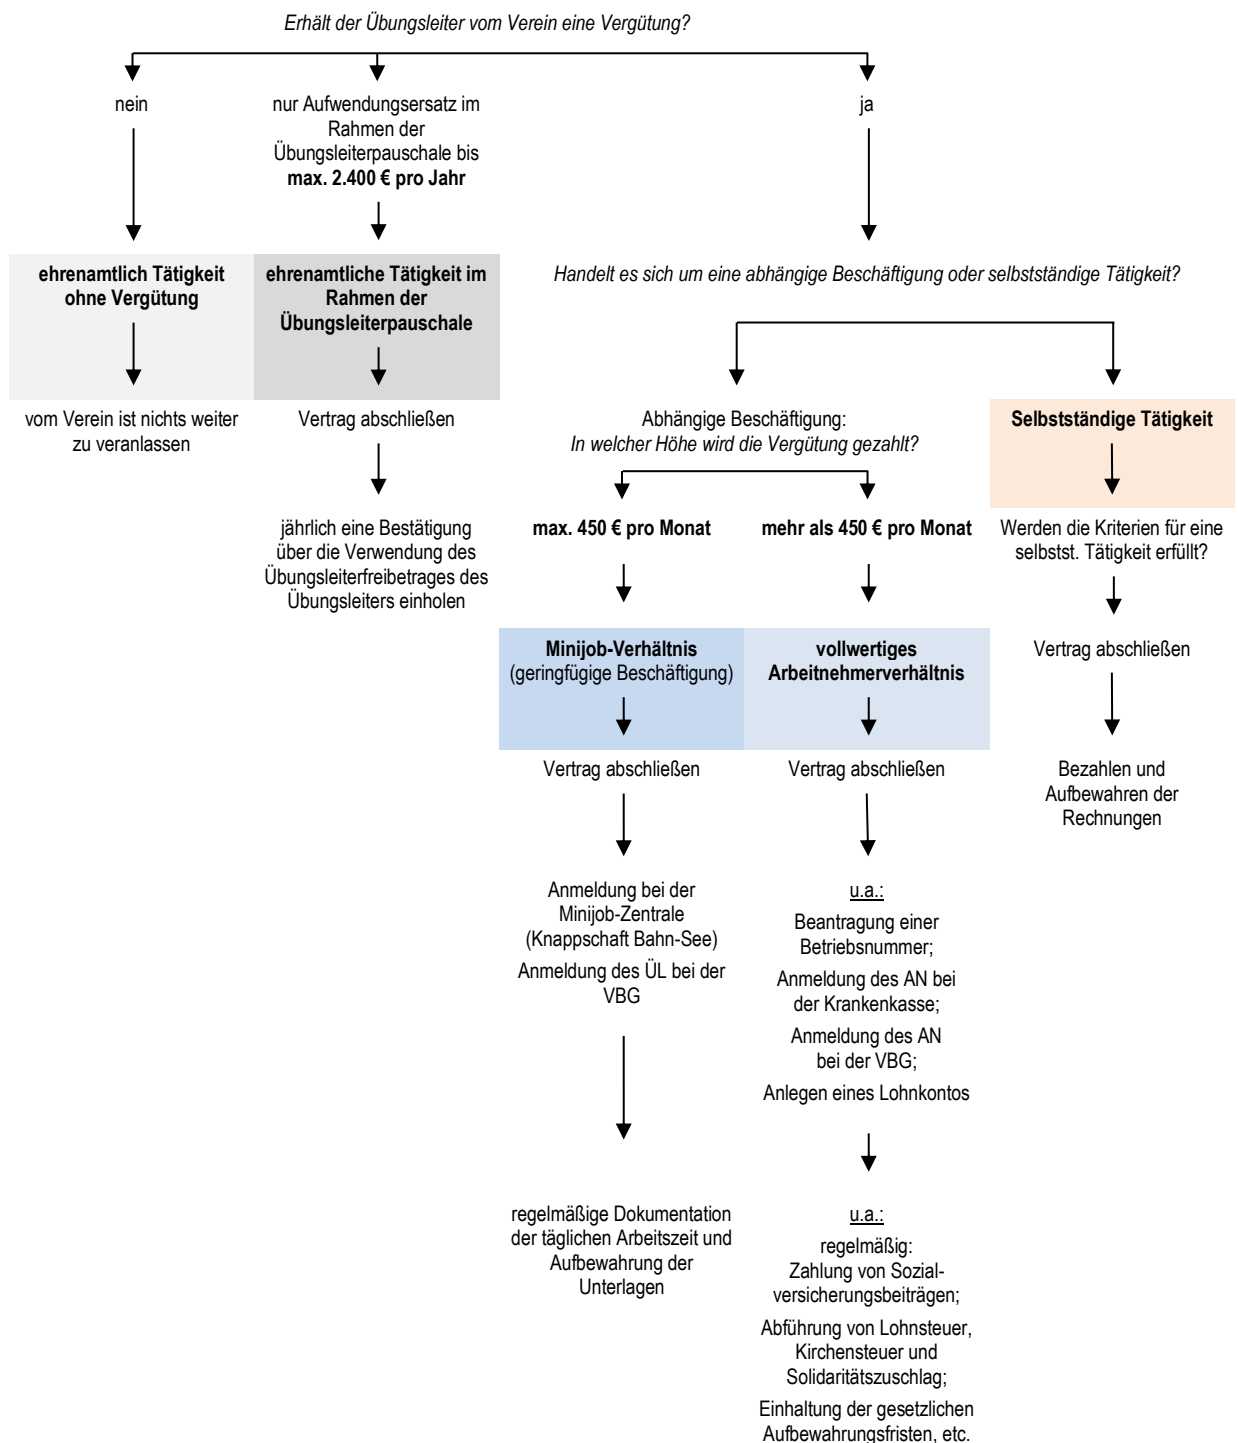 Erhält der Übungsleiter vom Verein eine Vergütung?
nein
nur Aufwendungsersatz im
Rahmen der
Übungsleiterpauschale bis
max. 2.400 € pro Jahr
ja
ehrenamtlich Tätigkeit
ohne Vergütung
ehrenamtliche Tätigkeit im
Rahmen der
Übungsleiterpauschale
Handelt es sich um eine abhängige Beschäftigung oder selbstständige Tätigkeit?
vom Verein ist nichts weiter
zu veranlassen
Vertrag abschließen
jährlich eine Bestätigung
über die Verwendung des
Übungsleiterfreibetrages des
Übungsleiters einholen
Abhängige Beschäftigung:
In welcher Höhe wird die Vergütung gezahlt?
Selbstständige Tätigkeit
max. 450 € pro Monat
mehr als 450 € pro Monat
Werden die Kriterien für eine
selbstst. Tätigkeit erfüllt?
Minijob-Verhältnis
(geringfügige Beschäftigung)
vollwertiges
Arbeitnehmerverhältnis
Vertrag abschließen
Vertrag abschließen
Vertrag abschließen
Bezahlen und
Aufbewahren der
Rechnungen
Anmeldung bei der
Minijob-Zentrale
(Knappschaft Bahn-See)
Anmeldung des ÜL bei der
VBG
u.a.:
Beantragung einer
Betriebsnummer;
Anmeldung des AN bei
der Krankenkasse;
Anmeldung des AN
bei der VBG;
Anlegen eines Lohnkontos
regelmäßige Dokumentation
der täglichen Arbeitszeit und
Aufbewahrung der
Unterlagen
u.a.:
regelmäßig:
Zahlung von Sozial-
versicherungsbeiträgen;
Abführung von Lohnsteuer,
Kirchensteuer und
Solidaritätszuschlag;
Einhaltung der gesetzlichen
Aufbewahrungsfristen, etc.